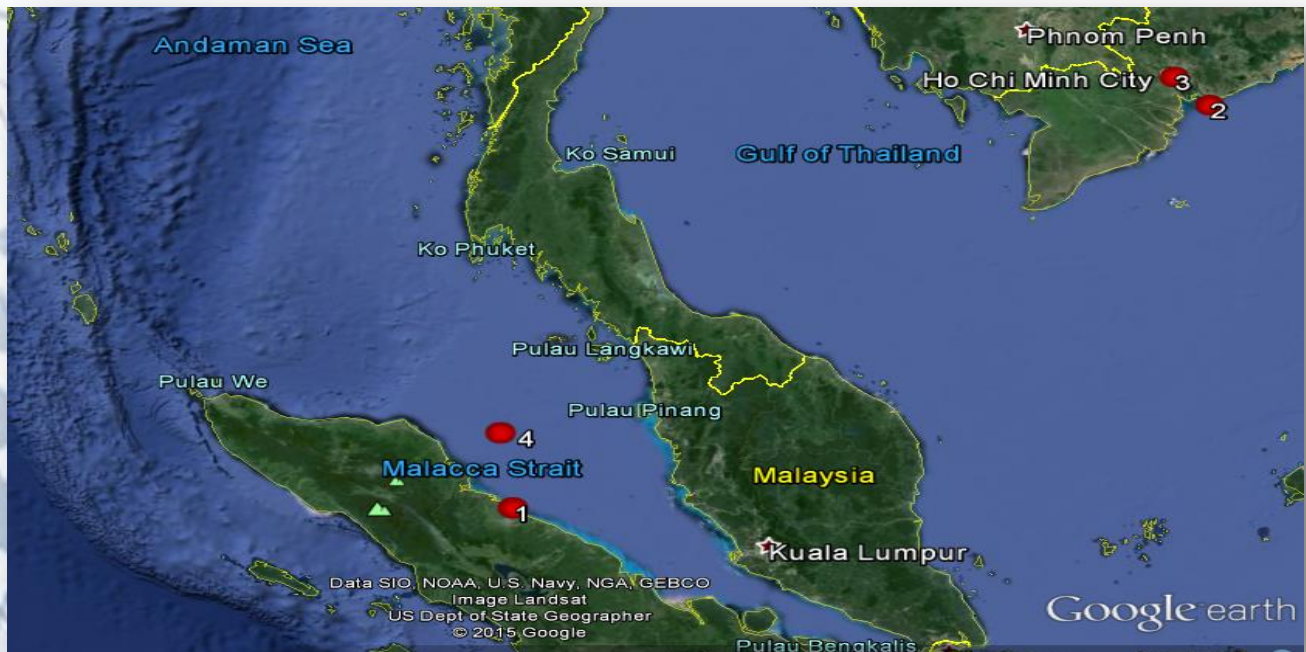 Andaman Sea
Phnom Penh
Ho Chi Minh City
3
2
Ko Samui
Gulf of Thailand
Ko Phuket
Pulau Langkawi
Pulau We
Pulau Pinang
4
Malacca Strait
Malaysia
1
Kuala Lumpur
Data SIO, NOAA, U.S. Navy, NGA, GEBCO
Image Landsat
US Dept of State Geographer
© 2015 Google
Google earth
Pulau Bengkalis